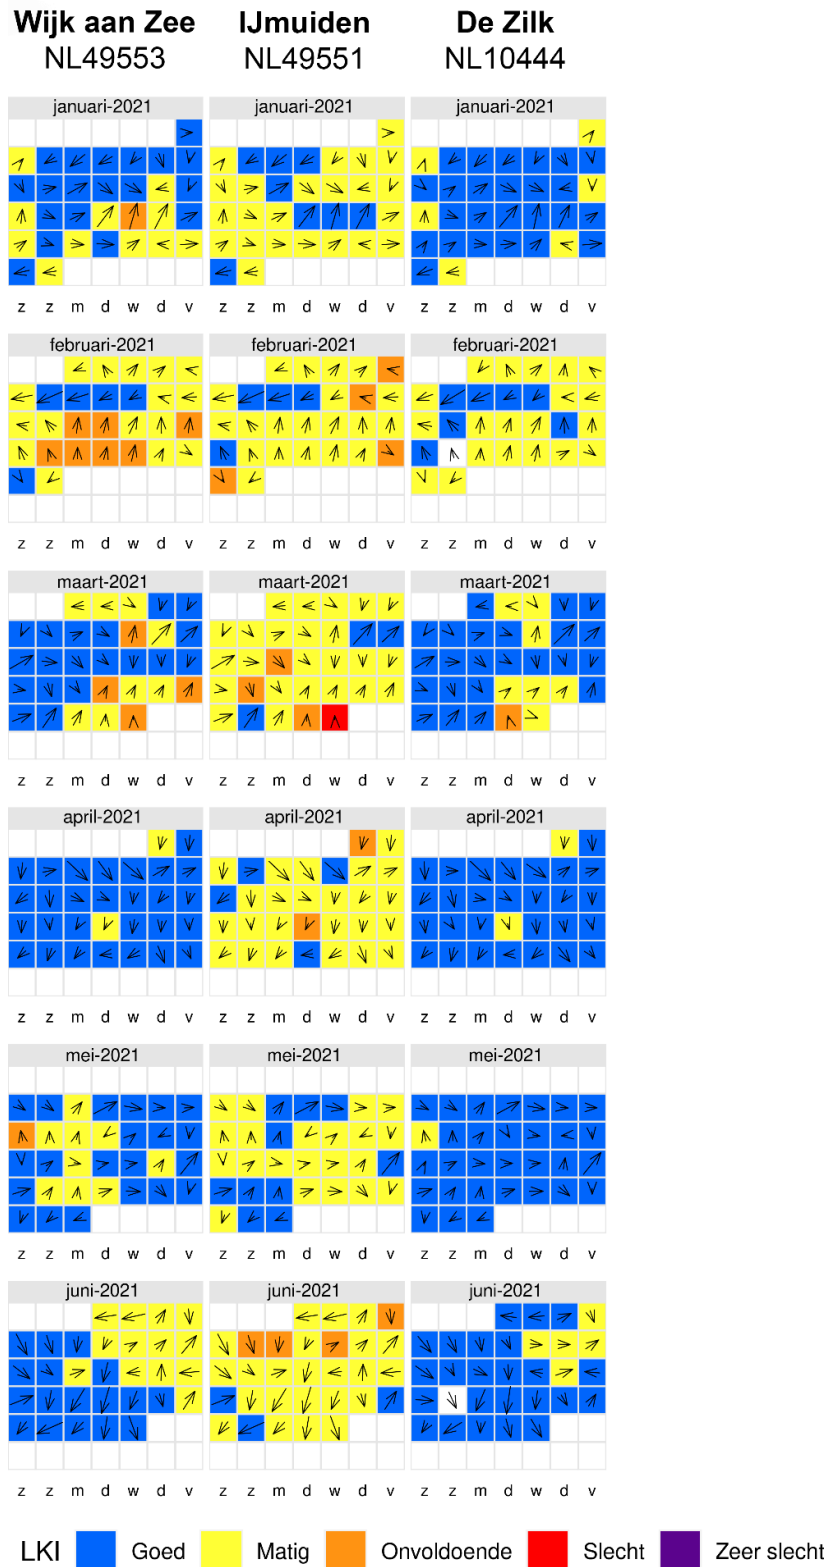 Wijk aan Zee IJmuiden De Zilk
NL49553 NL49551 NL10444
januari-2021 januari-2021 januari-2021
z z m d w d v z z m d w d v z z m d w d v
februari-2021 februari-2021 februari-2021
z z m d w d v z z m d w d v z z m d w d v
maart-2021 maart-2021 maart-2021
z z m d w d v z z m d w d v z z m d w d v
april-2021 april-2021 april-2021
z z m d w d v z z m d w d v z z m d w d v
mei-2021 mei-2021 mei-2021
z z m d w d v z z m d w d v z z m d w d v
juni-2021 juni-2021 juni-2021
z z m d w d v z z m d w d v z z m d w d v
LKI Goed Matig Onvoldoende Slecht Zeer slecht